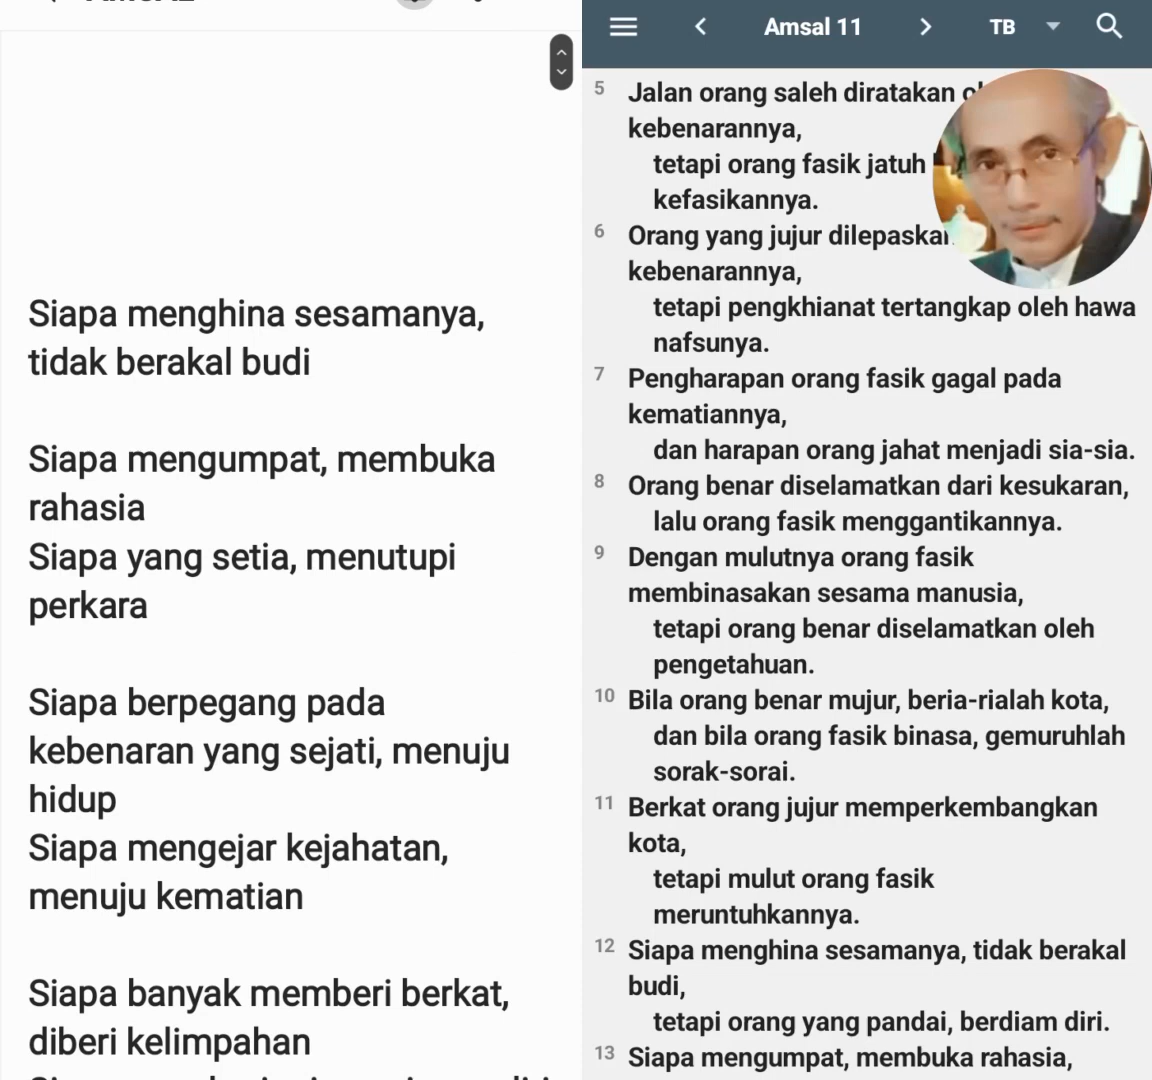 Siapa menghina sesamanya,
tidak berakal budi
Siapa mengumpat, membuka
rahasia
Siapa yang setia, menutupi
perkara
Siapa berpegang pada
kebenaran yang sejati, menuju
hidup
Siapa mengejar kejahatan,
menuju kematian
Siapa banyak memberi berkat,
diberi kelimpahan
Amsal 11
TB
5 Jalan orang saleh diratakan
kebenarannya,
tetapi orang fasik jatuh
kefasikannya.
6 Orang yang jujur dilepaskan
kebenarannya,
tetapi pengkhianat tertangkap oleh hawa
nafsunya.
7 Pengharapan orang fasik gagal pada
kematiannya,
dan harapan orang jahat menjadi sia-sia.
8 Orang benar diselamatkan dari kesukaran,
lalu orang fasik menggantikannya.
9 Dengan mulutnya orang fasik
membinasakan sesama manusia,
tetapi orang benar diselamatkan oleh
pengetahuan.
10 Bila orang benar mujur, beria-rialah kota,
dan bila orang fasik binasa, gemuruhlah
sorak-sorai.
11 Berkat orang jujur memperkembangkan
kota,
tetapi mulut orang fasik
meruntuhkannya.
12 Siapa menghina sesamanya, tidak berakal
budi,
tetapi orang yang pandai, berdiam diri.
13 Siapa mengumpat, membuka rahasia,